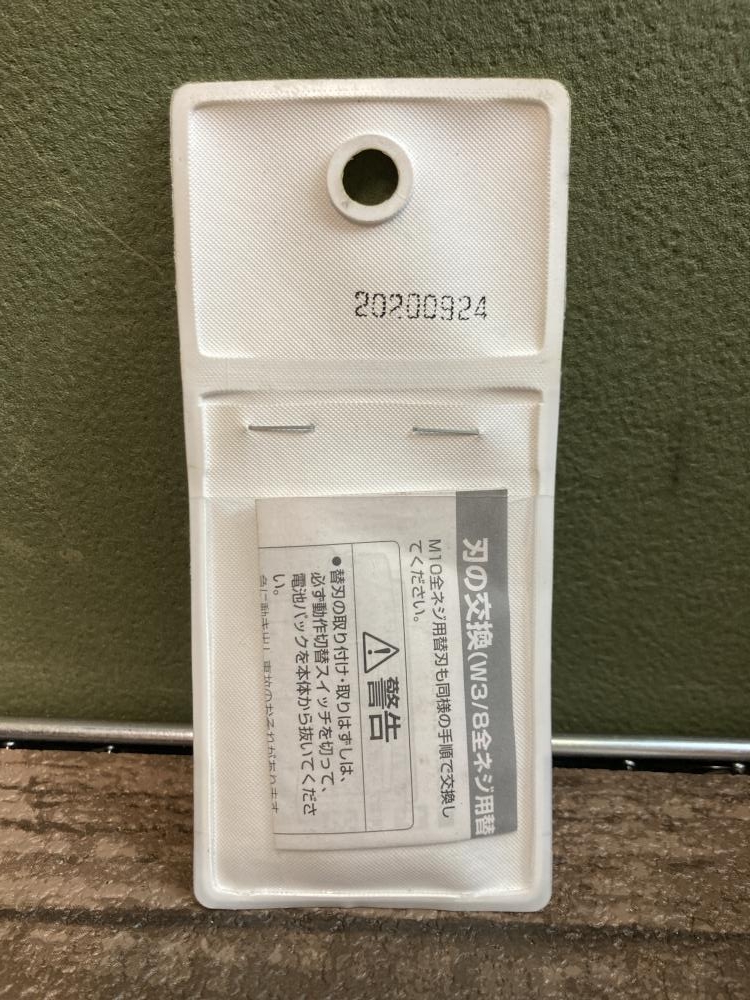 20200924
刃の交換(W3/8全ネジ用替
M10全ネジ用替刃も同様の手順で交換し
てください。
警告
●替刃の取り付け・取りはずしは、
必ず動作切替スイッチを切って、
電池パックを本体から抜いてくださ
い。